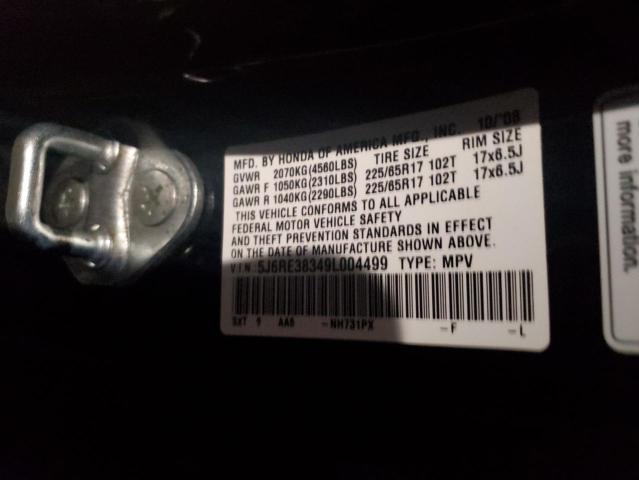 MFD. BY HONDA OF AMERICA MFG., INC. 10/'08
GVWR 2070KG(4560LBS) TIRE SIZE RIM SIZE
GAWR F 1050KG(2310LBS) 225/65R17 102T 17x6.5J
GAWR R 1040KG(2290LBS) 225/65R17 102T 17x6.5J
THIS VEHICLE CONFORMS TO ALL APPLICABLE
FEDERAL MOTOR VEHICLE SAFETY
AND THEFT PREVENTION STANDARDS IN EFFECT
ON THE DATE OF MANUFACTURE SHOWN ABOVE.
VIN: 5J6RE38349L004499 TYPE: MPV
SXT 9 AA6 -NH731PX -F -L
more information